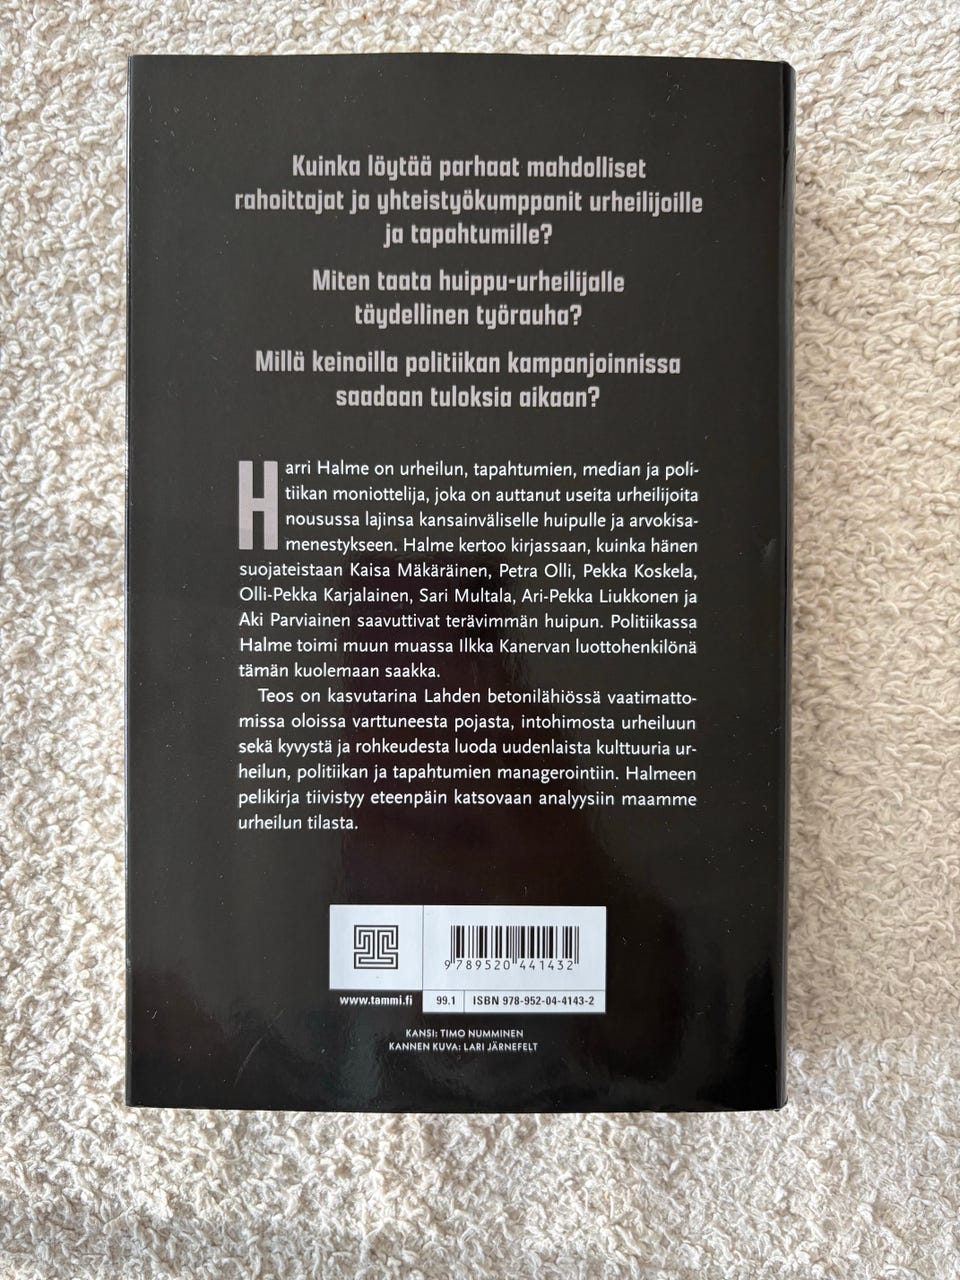 Kuinka löytää parhaat mahdolliset
rahoittajat ja yhteistyökumppanit urheilijoille
ja tapahtumille?
Miten taata huippu-urheilijalle
täydellinen työrauha?
Millä keinoilla politiikan kampanjoinnissa
saadaan tuloksia aikaan?
Harri Halme on urheilun, tapahtumien, median ja poli-
tiikan moniottelija, joka on auttanut useita urheilijoita
nousussa lajinsa kansainväliselle huipulle ja arvokisa-
menestykseen. Halme kertoo kirjassaan, kuinka hänen
suojateistaan Kaisa Mäkäräinen, Petra Olli, Pekka Koskela,
Olli-Pekka Karjalainen, Sari Multala, Ari-Pekka Liukkonen ja
Aki Parviainen saavuttivat terävimmän huipun. Politiikassa
Halme toimi muun muassa Ilkka Kanervan luottohenkilönä
tämän kuolemaan saakka.
Teos on kasvutarina Lahden betonilähiössä vaatimatto-
missa oloissa varttuneesta pojasta, intohimosta urheiluun
sekä kyvystä ja rohkeudesta luoda uudenlaista kulttuuria ur-
heilun, politiikan ja tapahtumien managerointiin. Halmeen
pelikirja tiivistyy eteenpäin katsovaan analyysiin maamme
urheilun tilasta.
9 789520 441432
www.tammi.fi 99.1 ISBN 978-952-04-4143-2
KANSI: TIMO NUMMINEN
KANNEN KUVA: LARI JÄRNEFELT